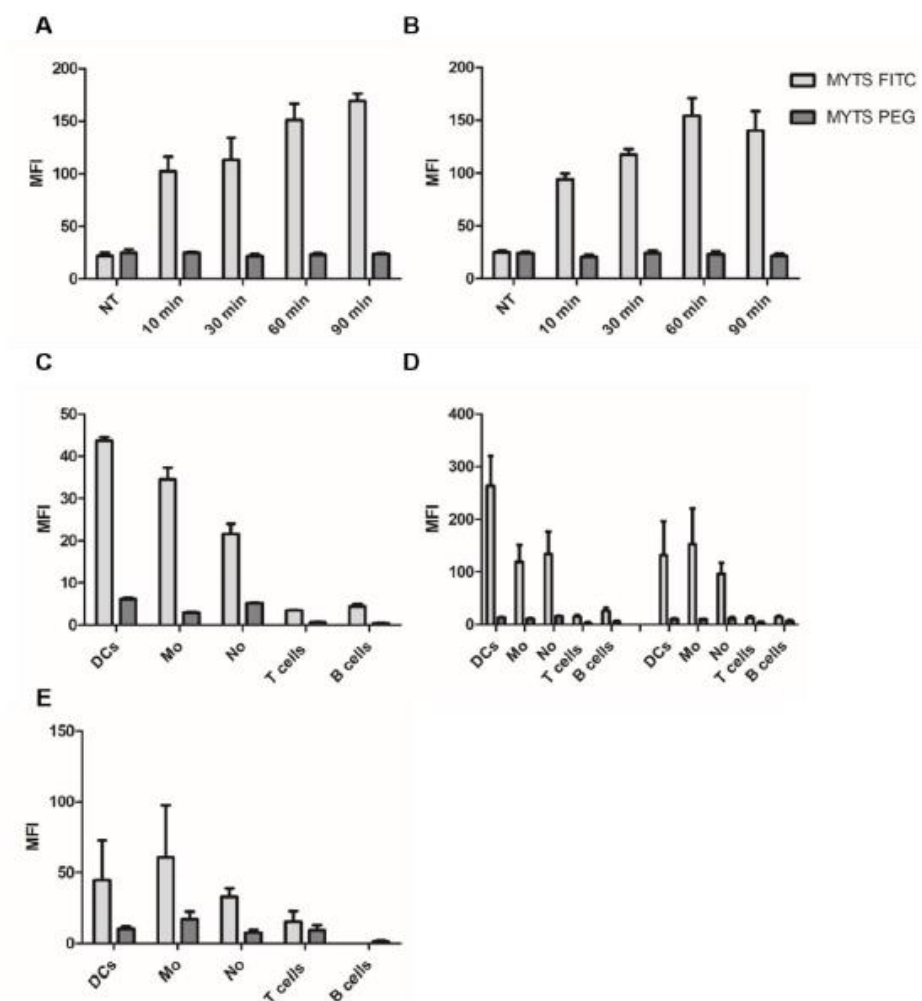 A
B
200
150
100
50
0
MFI
NT
10 min
30 min
60 min
90 min
200
150
100
50
0
MFI
NT
10 min
30 min
60 min
90 min
MYTS FITC
MYTS PEG
C
D
50
40
30
20
10
0
MFI
DCs
Mo
No
T cells
B cells
400
300
200
100
0
MFI
DCs
Mo
No
T cells
B cells
DCs
Mo
No
T cells
B cells
E
150
100
50
0
MFI
DCs
Mo
No
T cells
B cells